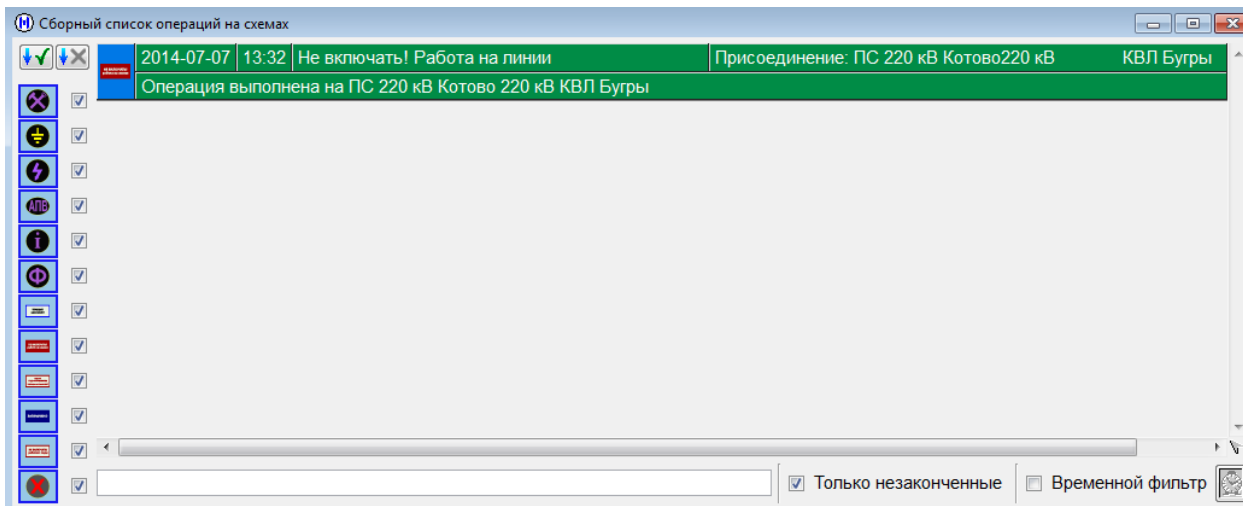 Сборный список операций на схемах
2014-07-07 13:32 Не включать! Работа на линии Присоединение: ПС 220 кВ Котово220 кВ КВЛ Бугры
Операция выполнена на ПС 220 кВ Котово 220 кВ КВЛ Бугры
АПВ
i
Ф
Только незаконченные Временной фильтр